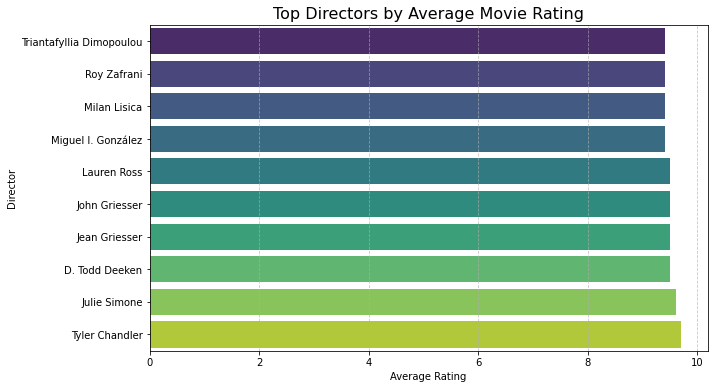 Top Directors by Average Movie Rating
Triantafyllia Dimopoulou
Roy Zafrani
Milan Lisica
Miguel I. González
Lauren Ross
John Griesser
Jean Griesser
D. Todd Deeken
Julie Simone
Tyler Chandler
Director
0 2 4 6 8 10
Average Rating